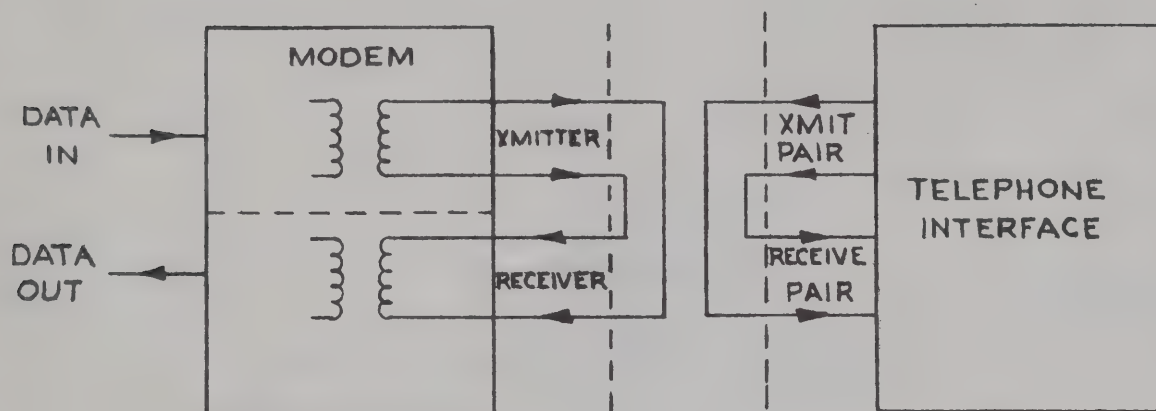 MODEM
DATA
IN
XMITTER
XMIT
PAIR
TELEPHONE
INTERFACE
DATA
OUT
RECEIVER
RECEIVE
PAIR